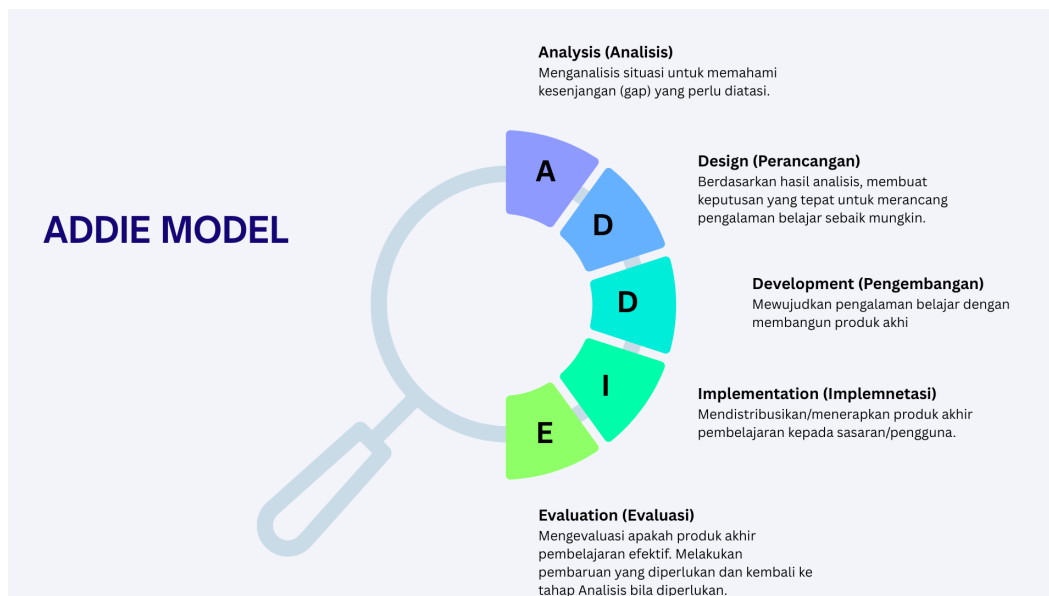 ADDIE MODEL
Analysis (Analisis)
Menganalisis situasi untuk memahami
kesenjangan (gap) yang perlu diatasi.
A
Design (Perancangan)
Berdasarkan hasil analisis, membuat
keputusan yang tepat untuk merancang
pengalaman belajar sebaik mungkin.
D
Development (Pengembangan)
Mewujudkan pengalaman belajar dengan
membangun produk akhi
D
Implementation (Implemnetasi)
Mendistribusikan/menerapkan produk akhir
pembelajaran kepada sasaran/pengguna.
I
Evaluation (Evaluasi)
Mengevaluasi apakah produk akhir
pembelajaran efektif. Melakukan
pembaruan yang diperlukan dan kembali ke
tahap Analisis bila diperlukan.
E